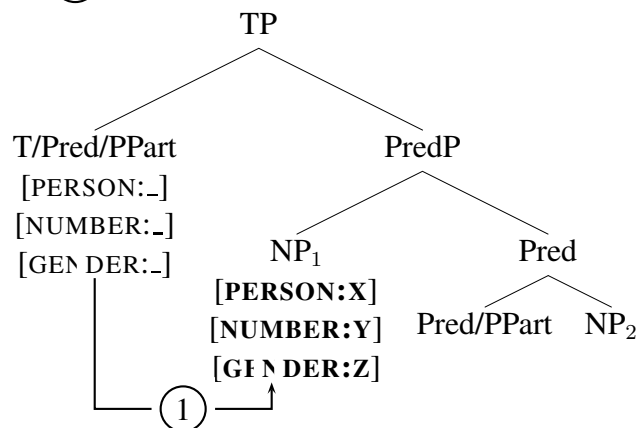 TP
T/Pred/PPart PredP
[PERSON:_]
[NUMBER:_]
[GENDER:_]
NP₁ Pred
[PERSON:X]
[NUMBER:Y] Pred/PPart NP₂
[GENDER:Z]
1